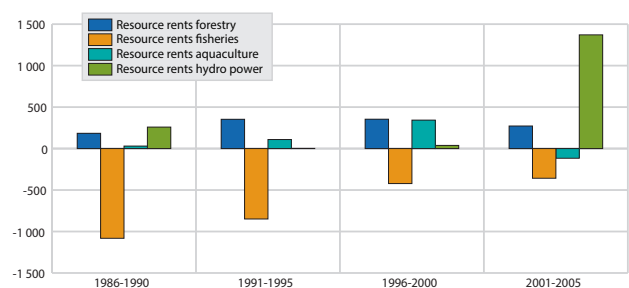 1 500
1 000
500
0
-500
-1 000
-1 500
Resource rents forestry
Resource rents fisheries
Resource rents aquaculture
Resource rents hydro power
1986-1990
1991-1995
1996-2000
2001-2005